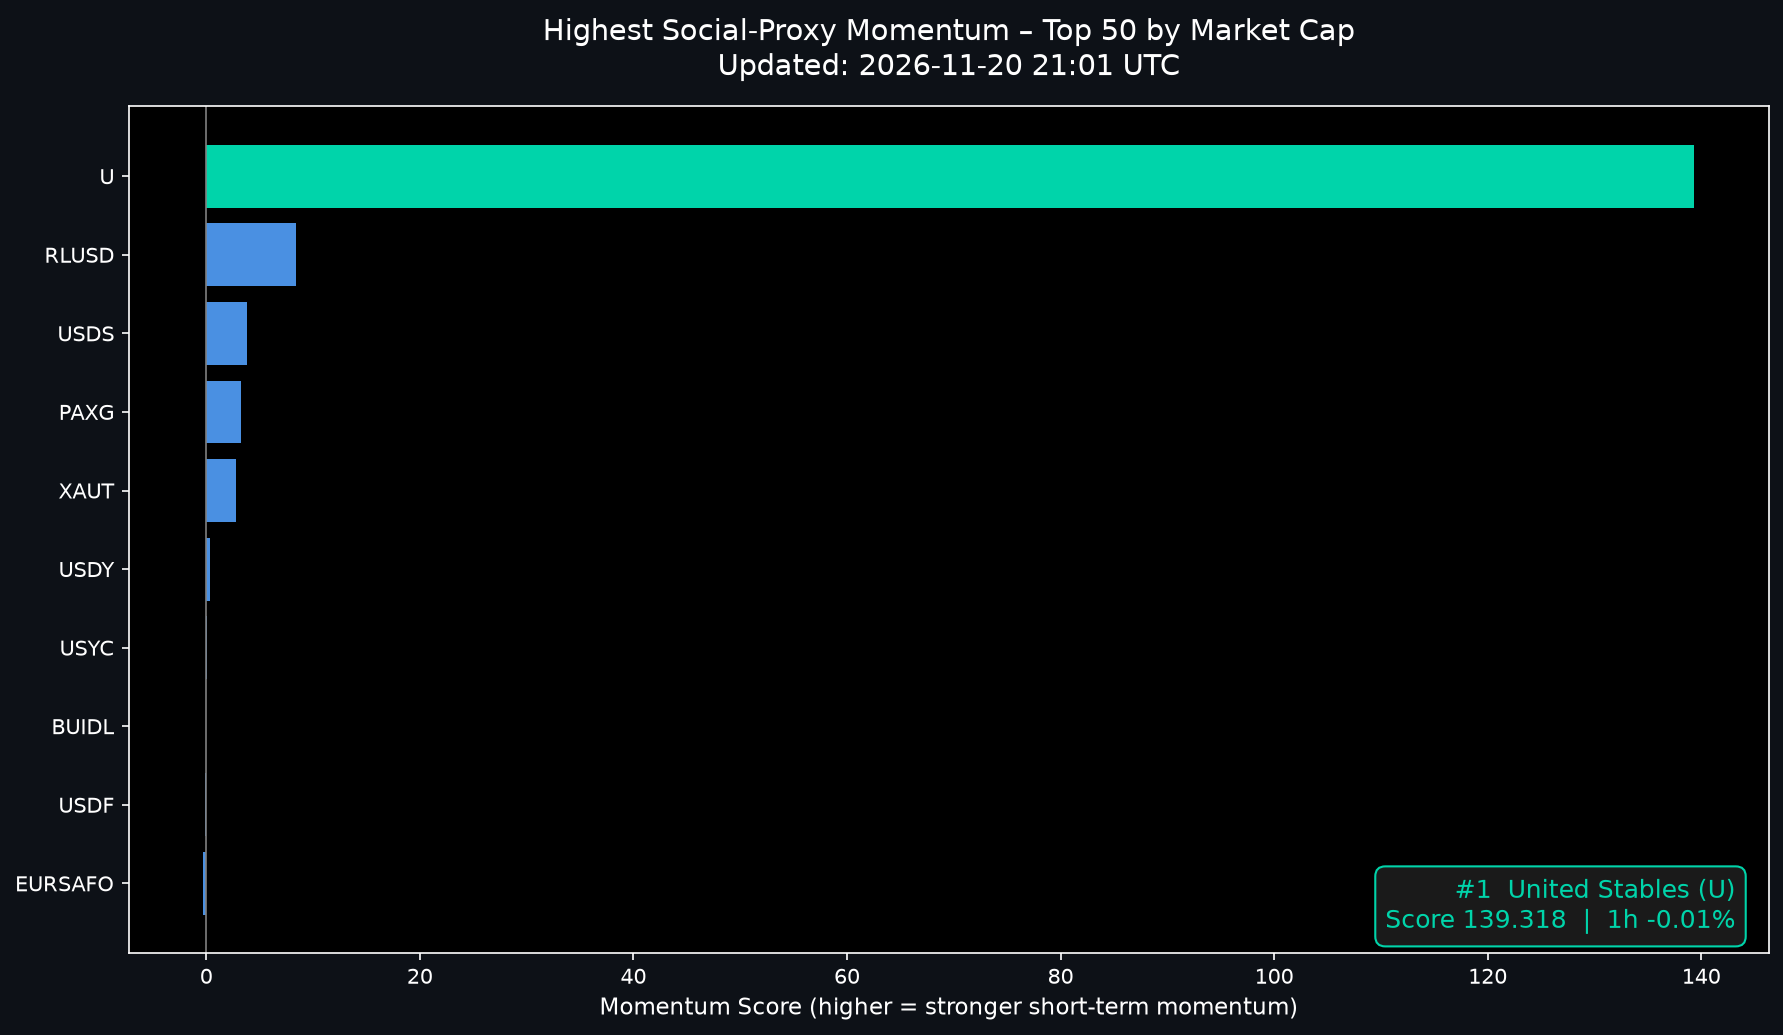 Highest Social-Proxy Momentum – Top 50 by Market Cap
Updated: 2026-11-20 21:01 UTC
U
RLUSD
USDS
PAXG
XAUT
USDY
USYC
BUIDL
USDF
EURSAFO
#1  United Stables (U)
Score 139.318  |  1h -0.01%
0 20 40 60 80 100 120 140
Momentum Score (higher = stronger short-term momentum)